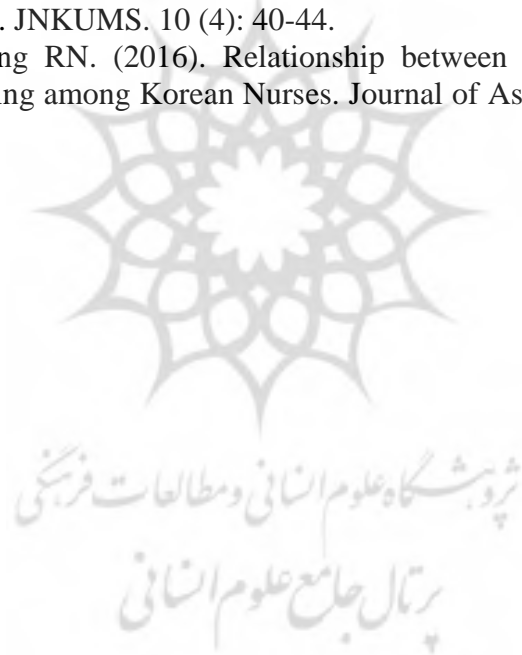 . JNKUMS. 10 (4): 40-44.
ng RN. (2016). Relationship between
ing among Korean Nurses. Journal of As
پژوهشگاه علوم انسانی و مطالعات فرهنگی
پرتال جامع علوم انسانی